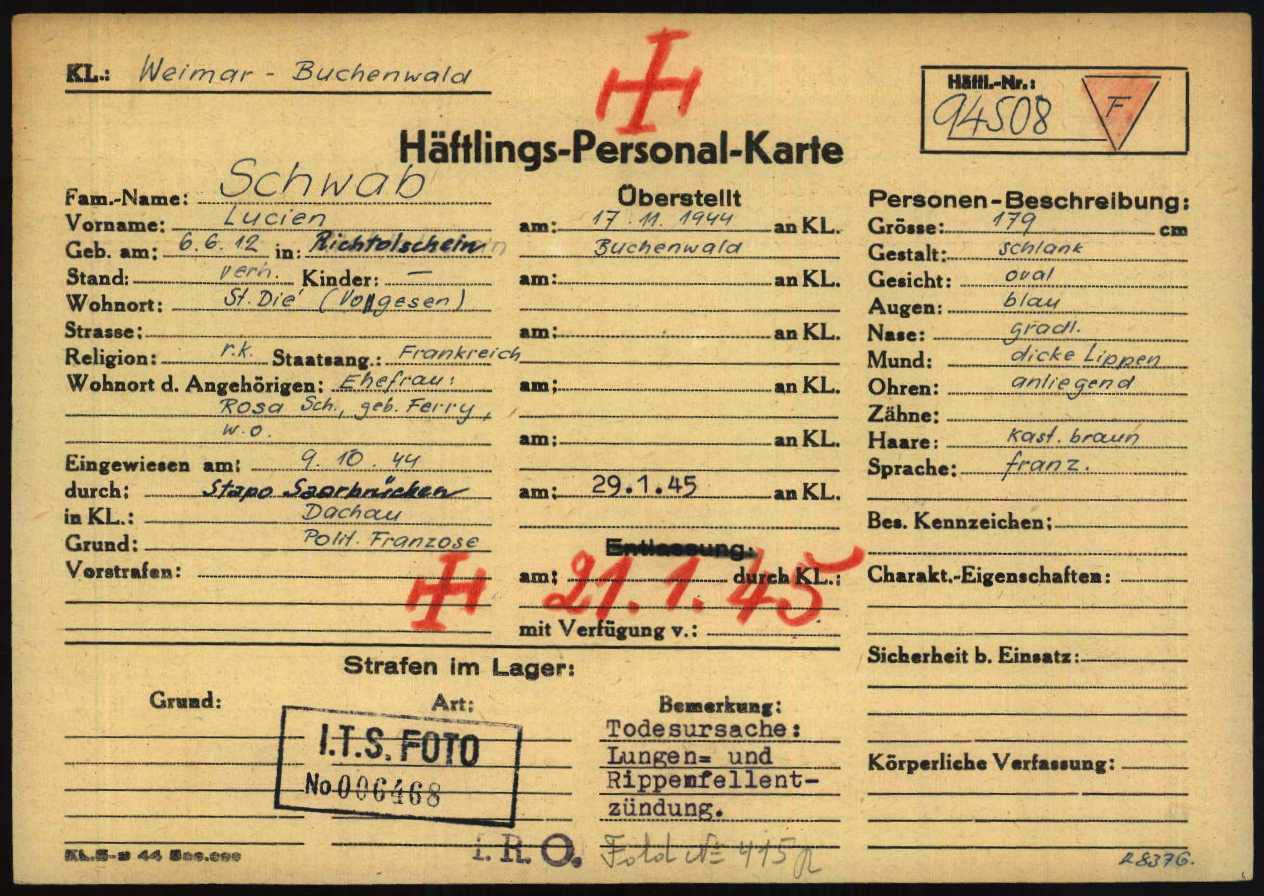 KL.: Weimar - Buchenwald
Häftl.-Nr.:
94508
F
Häftlings-Personal-Karte
Fam.-Name: Schwab
Vorname: Lucien
Geb. am: 6.6.12 in: Richtolschein
Stand: verh. Kinder: —
Wohnort: St. Dié (Vogesen)
Strasse:
Religion: r.k. Staatsang.: Frankreich
Wohnort d. Angehörigen: Ehefrau:
Rosa Sch., geb. Ferry,
w.o.
Eingewiesen am: 9.10.44
durch: Stapo Saarbrücken
in KL.: Dachau
Grund: Polit. Franzose
Vorstrafen:
Überstellt
am: 17.11.1944 an KL.
Buchenwald
am: an KL.
am: an KL.
am: an KL.
am: an KL.
am: 29.1.45 an KL.
Entlassung:
am: durch KL.:
21.1.45
mit Verfügung v.:
Personen-Beschreibung:
Grösse: 179 cm
Gestalt: schlank
Gesicht: oval
Augen: blau
Nase: gradl.
Mund: dicke Lippen
Ohren: anliegend
Zähne:
Haare: kast. braun
Sprache: franz.
Bes. Kennzeichen:
Charakt.-Eigenschaften:
Sicherheit b. Einsatz:
Körperliche Verfassung:
Strafen im Lager:
Grund: Art: Bemerkung:
I.T.S. FOTO
No 006468
Todesursache:
Lungen= und
Rippenfellent-
zündung.
I.R.O. Fold No 415